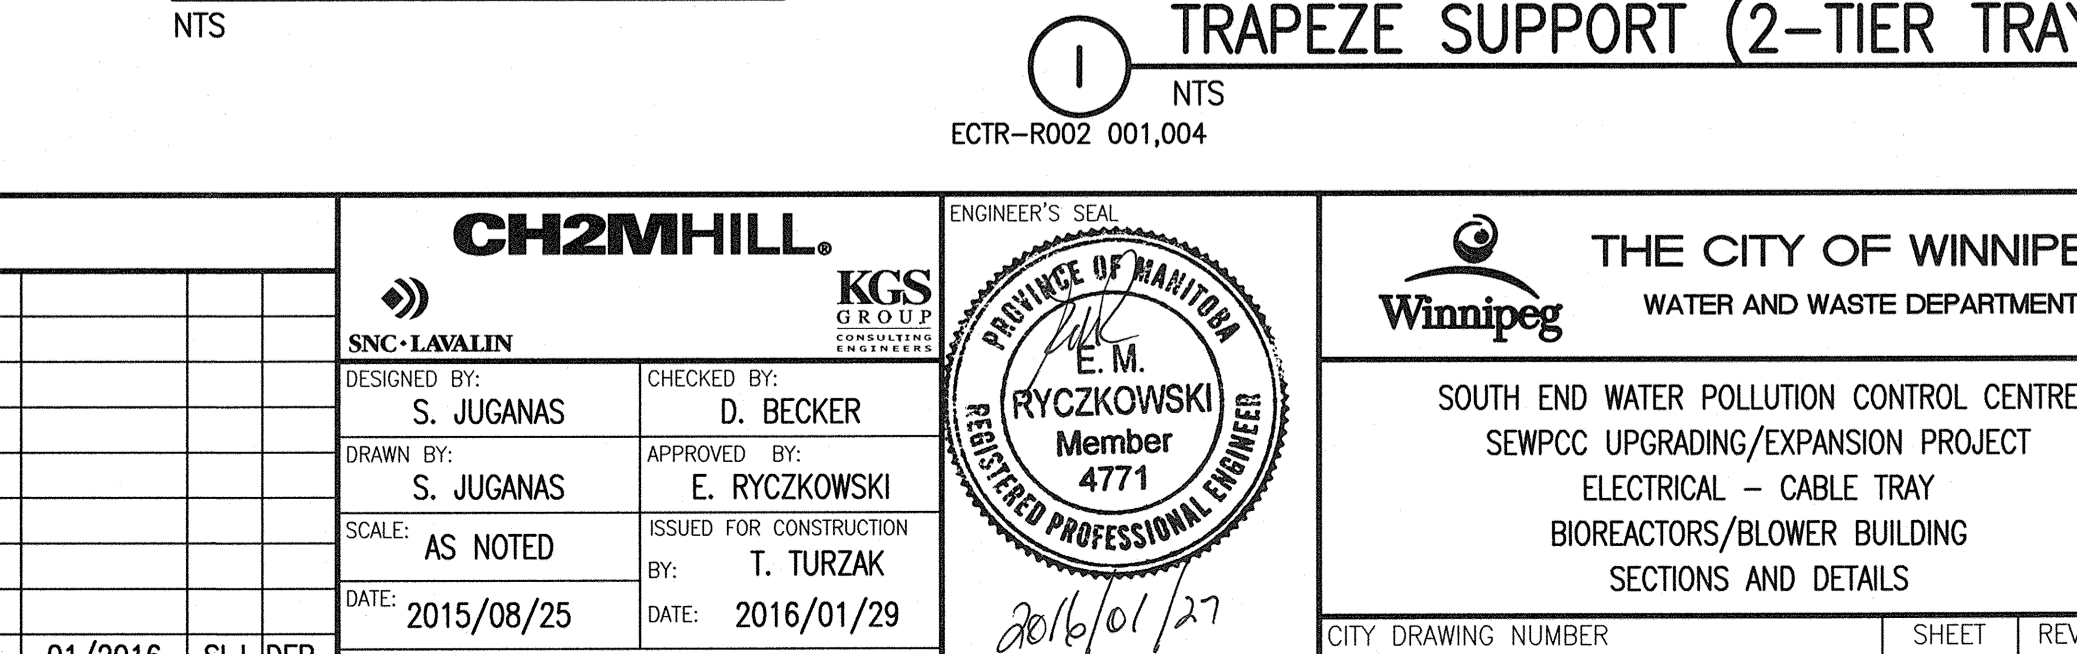 NTS
TRAPEZE SUPPORT (2-TIER TRAY
1
NTS
ECTR-R002 001,004
CH2MHILL®
SNC·LAVALIN
KGS
GROUP
CONSULTING
ENGINEERS
DESIGNED BY:
S. JUGANAS
CHECKED BY:
D. BECKER
DRAWN BY:
S. JUGANAS
APPROVED BY:
E. RYCZKOWSKI
SCALE:
AS NOTED
ISSUED FOR CONSTRUCTION
BY: T. TURZAK
DATE: 2015/08/25
DATE: 2016/01/29
ENGINEER'S SEAL
PROVINCE OF MANITOBA
E. M.
RYCZKOWSKI
Member
4771
REGISTERED PROFESSIONAL ENGINEER
2016/01/27
Winnipeg
THE CITY OF WINNIPE
WATER AND WASTE DEPARTMENT
SOUTH END WATER POLLUTION CONTROL CENTRE
SEWPCC UPGRADING/EXPANSION PROJECT
ELECTRICAL - CABLE TRAY
BIOREACTORS/BLOWER BUILDING
SECTIONS AND DETAILS
CITY DRAWING NUMBER
SHEET
REV
01/2016